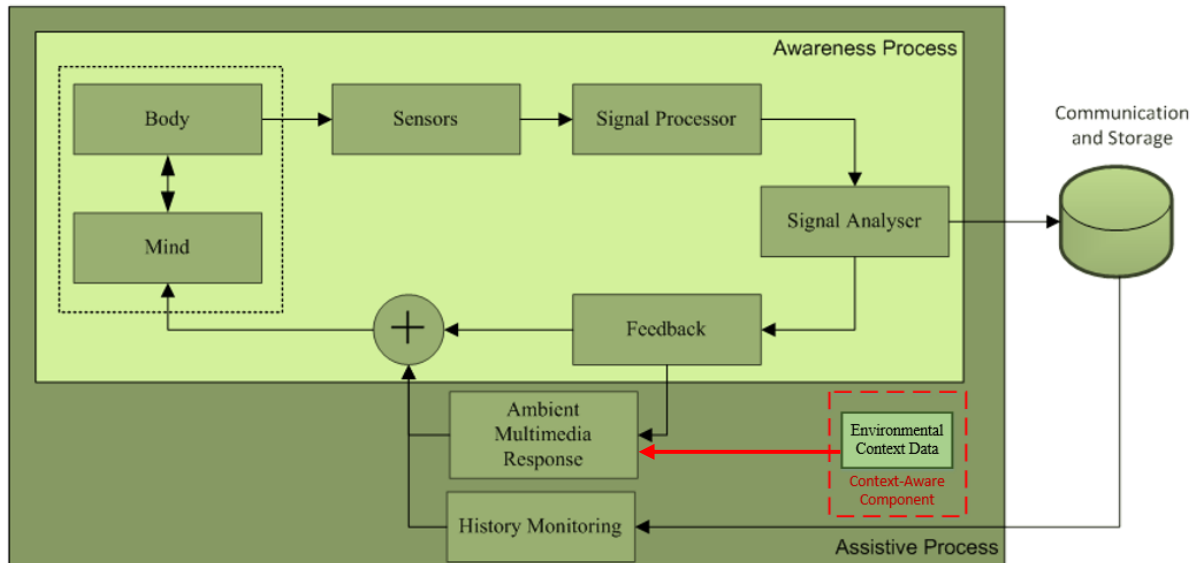 Awareness Process
Body
Sensors
Signal Processor
Communication
and Storage
Signal Analyser
Mind
+
Feedback
Ambient
Multimedia
Response
Environmental
Context Data
Context-Aware
Component
History Monitoring
Assistive Process